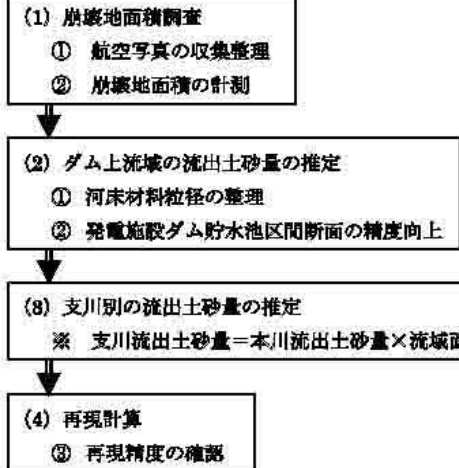 (1) 崩壊地面積調査
① 航空写真の収集整理
② 崩壊地面積の計測
(2) ダム上流域の流出土砂量の推定
① 河床材料粒径の整理
② 発電施設ダム貯水池区間断面の精度向上
(3) 支川別の流出土砂量の推定
※ 支川流出土砂量＝本川流出土砂量×流域面
(4) 再現計算
③ 再現精度の確認